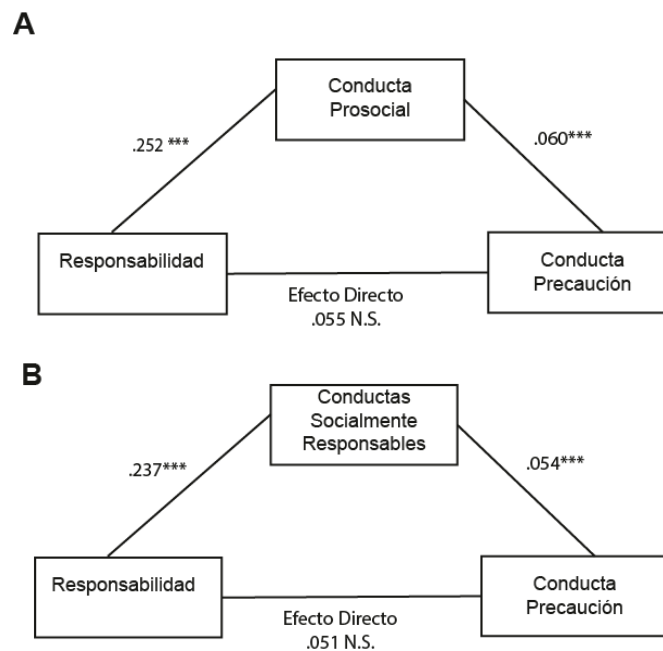 A
Conducta
Prosocial
.252 ***
.060***
Responsabilidad
Conducta
Precaución
Efecto Directo
.055 N.S.
B
Conductas
Socialmente
Responsables
.237***
.054***
Responsabilidad
Conducta
Precaución
Efecto Directo
.051 N.S.